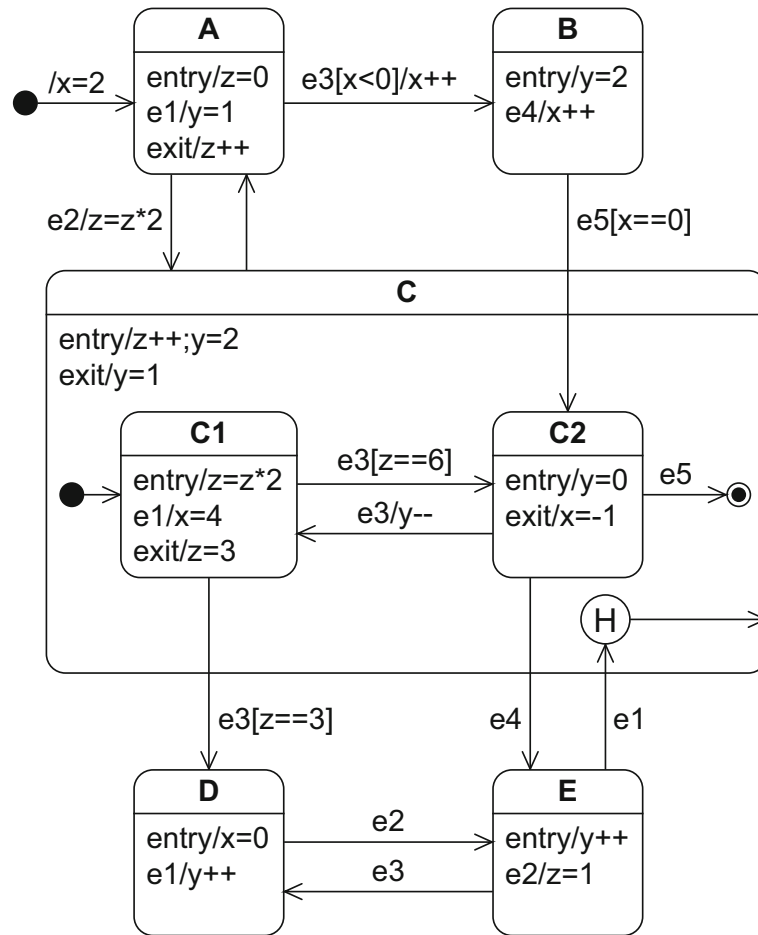 A
entry/z=0
e1/y=1
exit/z++
/x=2
e3[x<0]/x++
B
entry/y=2
e4/x++
e2/z=z*2
e5[x==0]
C
entry/z++;y=2
exit/y=1
C1
entry/z=z*2
e1/x=4
exit/z=3
e3[z==6]
e3/y--
C2
entry/y=0
exit/x=-1
e5
H
e3[z==3]
e4
e1
D
entry/x=0
e1/y++
e2
e3
E
entry/y++
e2/z=1